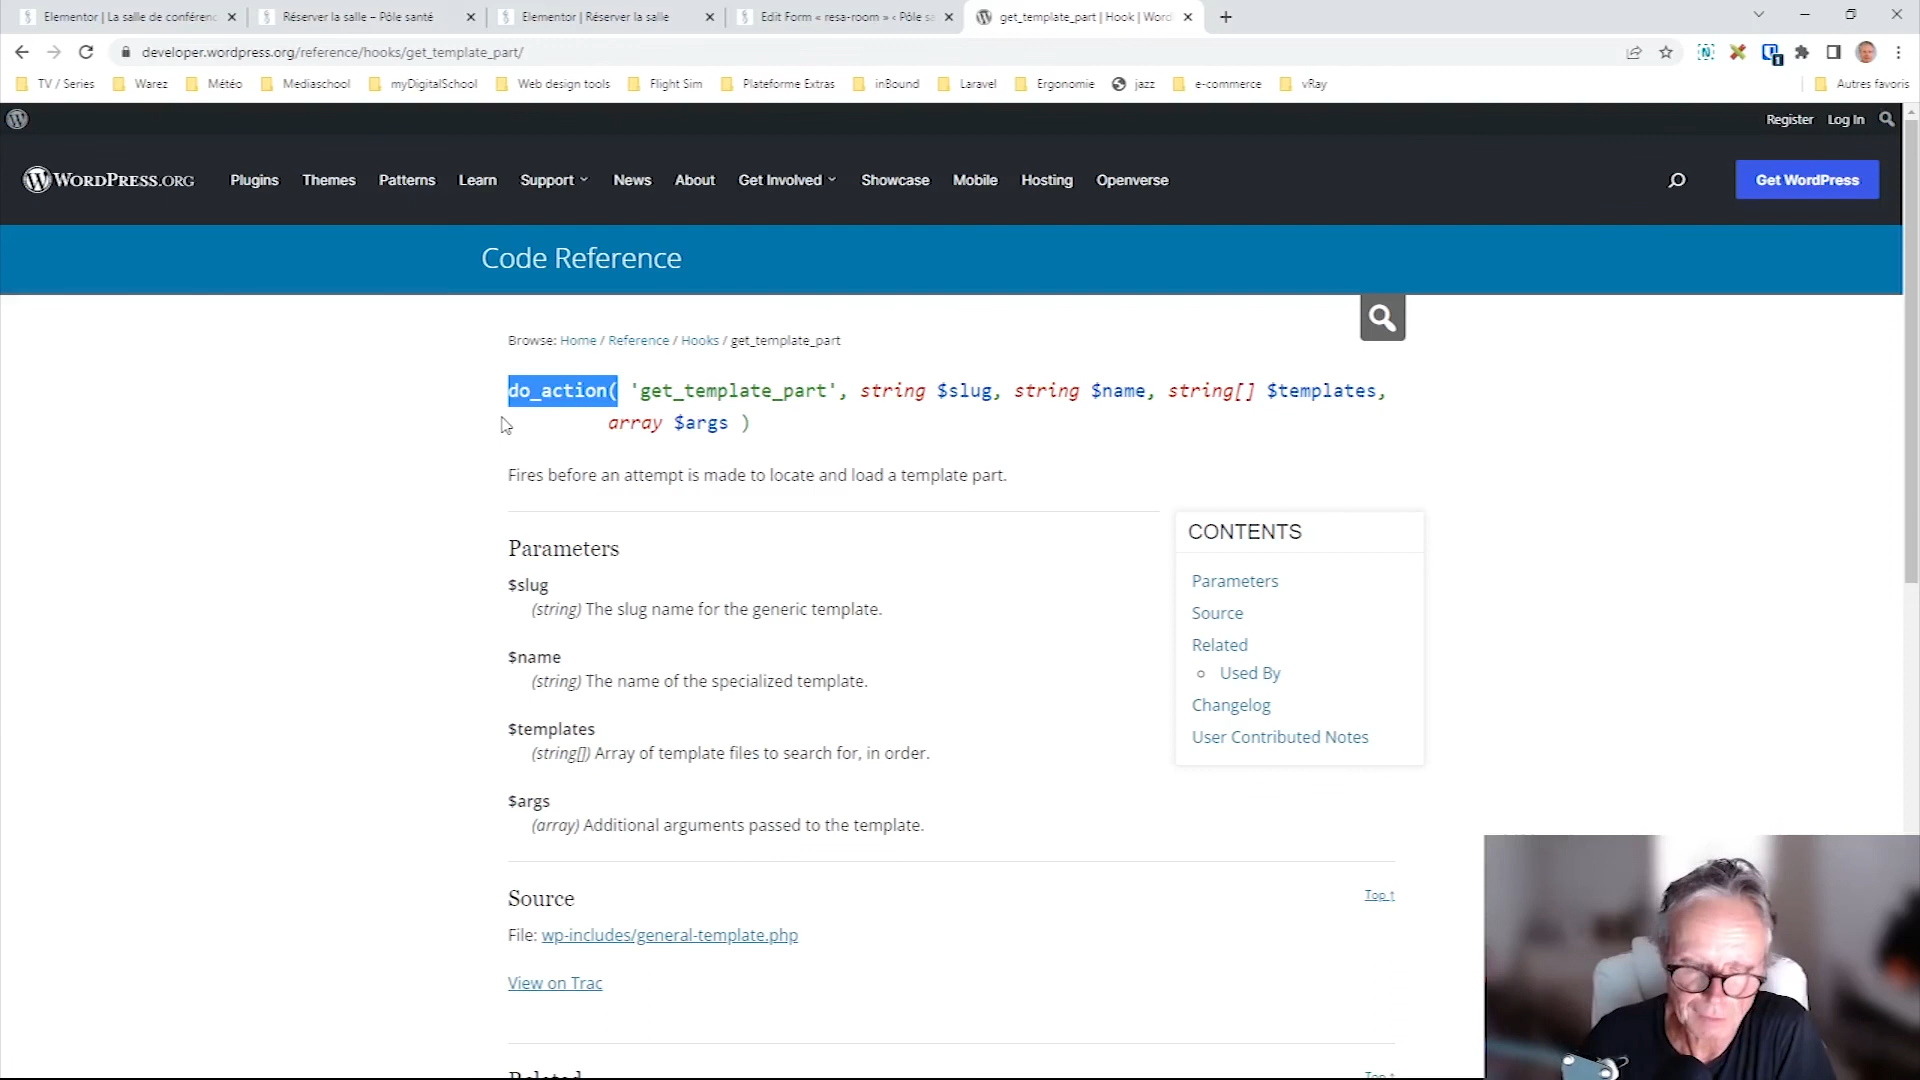 Elementor | La salle de conférenc
Réserver la salle – Pôle santé
Elementor | Réserver la salle
Edit Form « resa-room » ‹ Pôle sa
get_template_part | Hook | Word
developer.wordpress.org/reference/hooks/get_template_part/
TV / Series
Warez
Météo
Mediaschool
myDigitalSchool
Web design tools
Flight Sim
Plateforme Extras
inBound
Laravel
Ergonomie
jazz
e-commerce
vRay
Autres favoris
Register
Log In
WORDPRESS.ORG
Plugins
Themes
Patterns
Learn
Support
News
About
Get Involved
Showcase
Mobile
Hosting
Openverse
Get WordPress
Code Reference
Browse: Home / Reference / Hooks / get_template_part
do_action( 'get_template_part', string $slug, string $name, string[] $templates,
array $args )
Fires before an attempt is made to locate and load a template part.
Parameters
$slug
(string) The slug name for the generic template.
$name
(string) The name of the specialized template.
$templates
(string[]) Array of template files to search for, in order.
$args
(array) Additional arguments passed to the template.
CONTENTS
Parameters
Source
Related
Used By
Changelog
User Contributed Notes
Source
Top ↑
File: wp-includes/general-template.php
View on Trac
Related
Top ↑